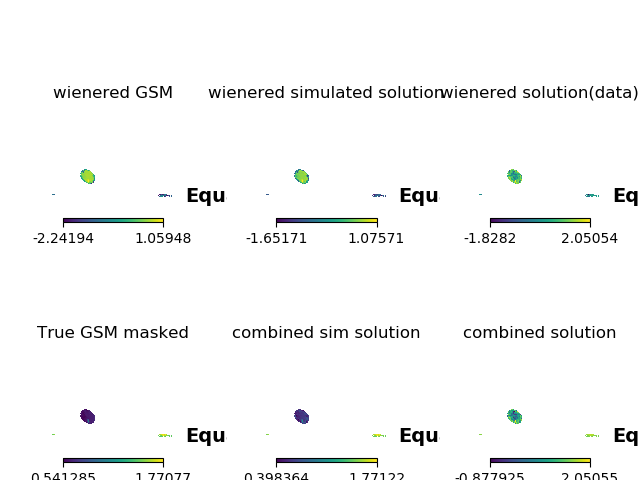 wienered GSM
wienered simulated solution
wienered solution(data)
Equ
Equ
Eq
-2.24194 1.05948
-1.65171 1.07571
-1.8282 2.05054
True GSM masked
combined sim solution
combined solution
Equ
Equ
Eq
0.541285 1.77077
0.398364 1.77122
-0.877925 2.05055